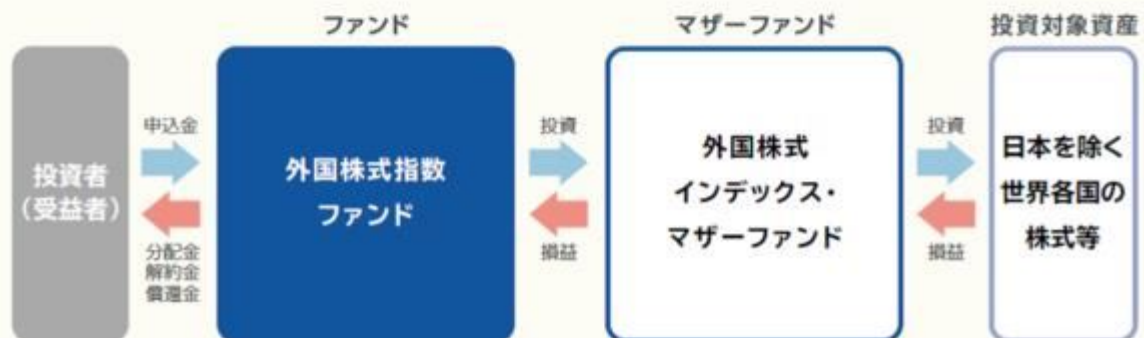 ファンド
マザーファンド
投資対象資産
投資者
(受益者)
申込金
分配金
解約金
償還金
外国株式指数
ファンド
投資
損益
外国株式
インデックス・
マザーファンド
投資
損益
日本を除く
世界各国の
株式等